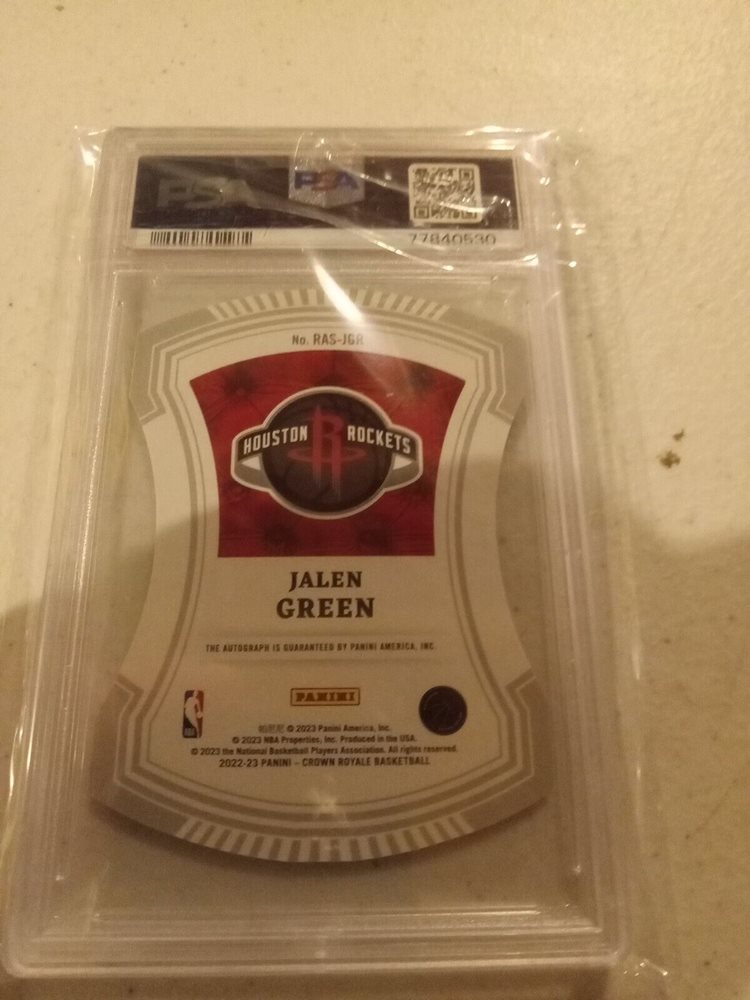 PSA PSA
77840530
No. RAS-JGR
HOUSTON R ROCKETS
JALEN
GREEN
THE AUTOGRAPH IS GUARANTEED BY PANINI AMERICA, INC.
PANINI
© 2023 Panini America, Inc.
© 2023 NBA Properties, Inc. Produced in the USA.
© 2023 the National Basketball Players Association. All rights reserved.
2022-23 PANINI – CROWN ROYALE BASKETBALL